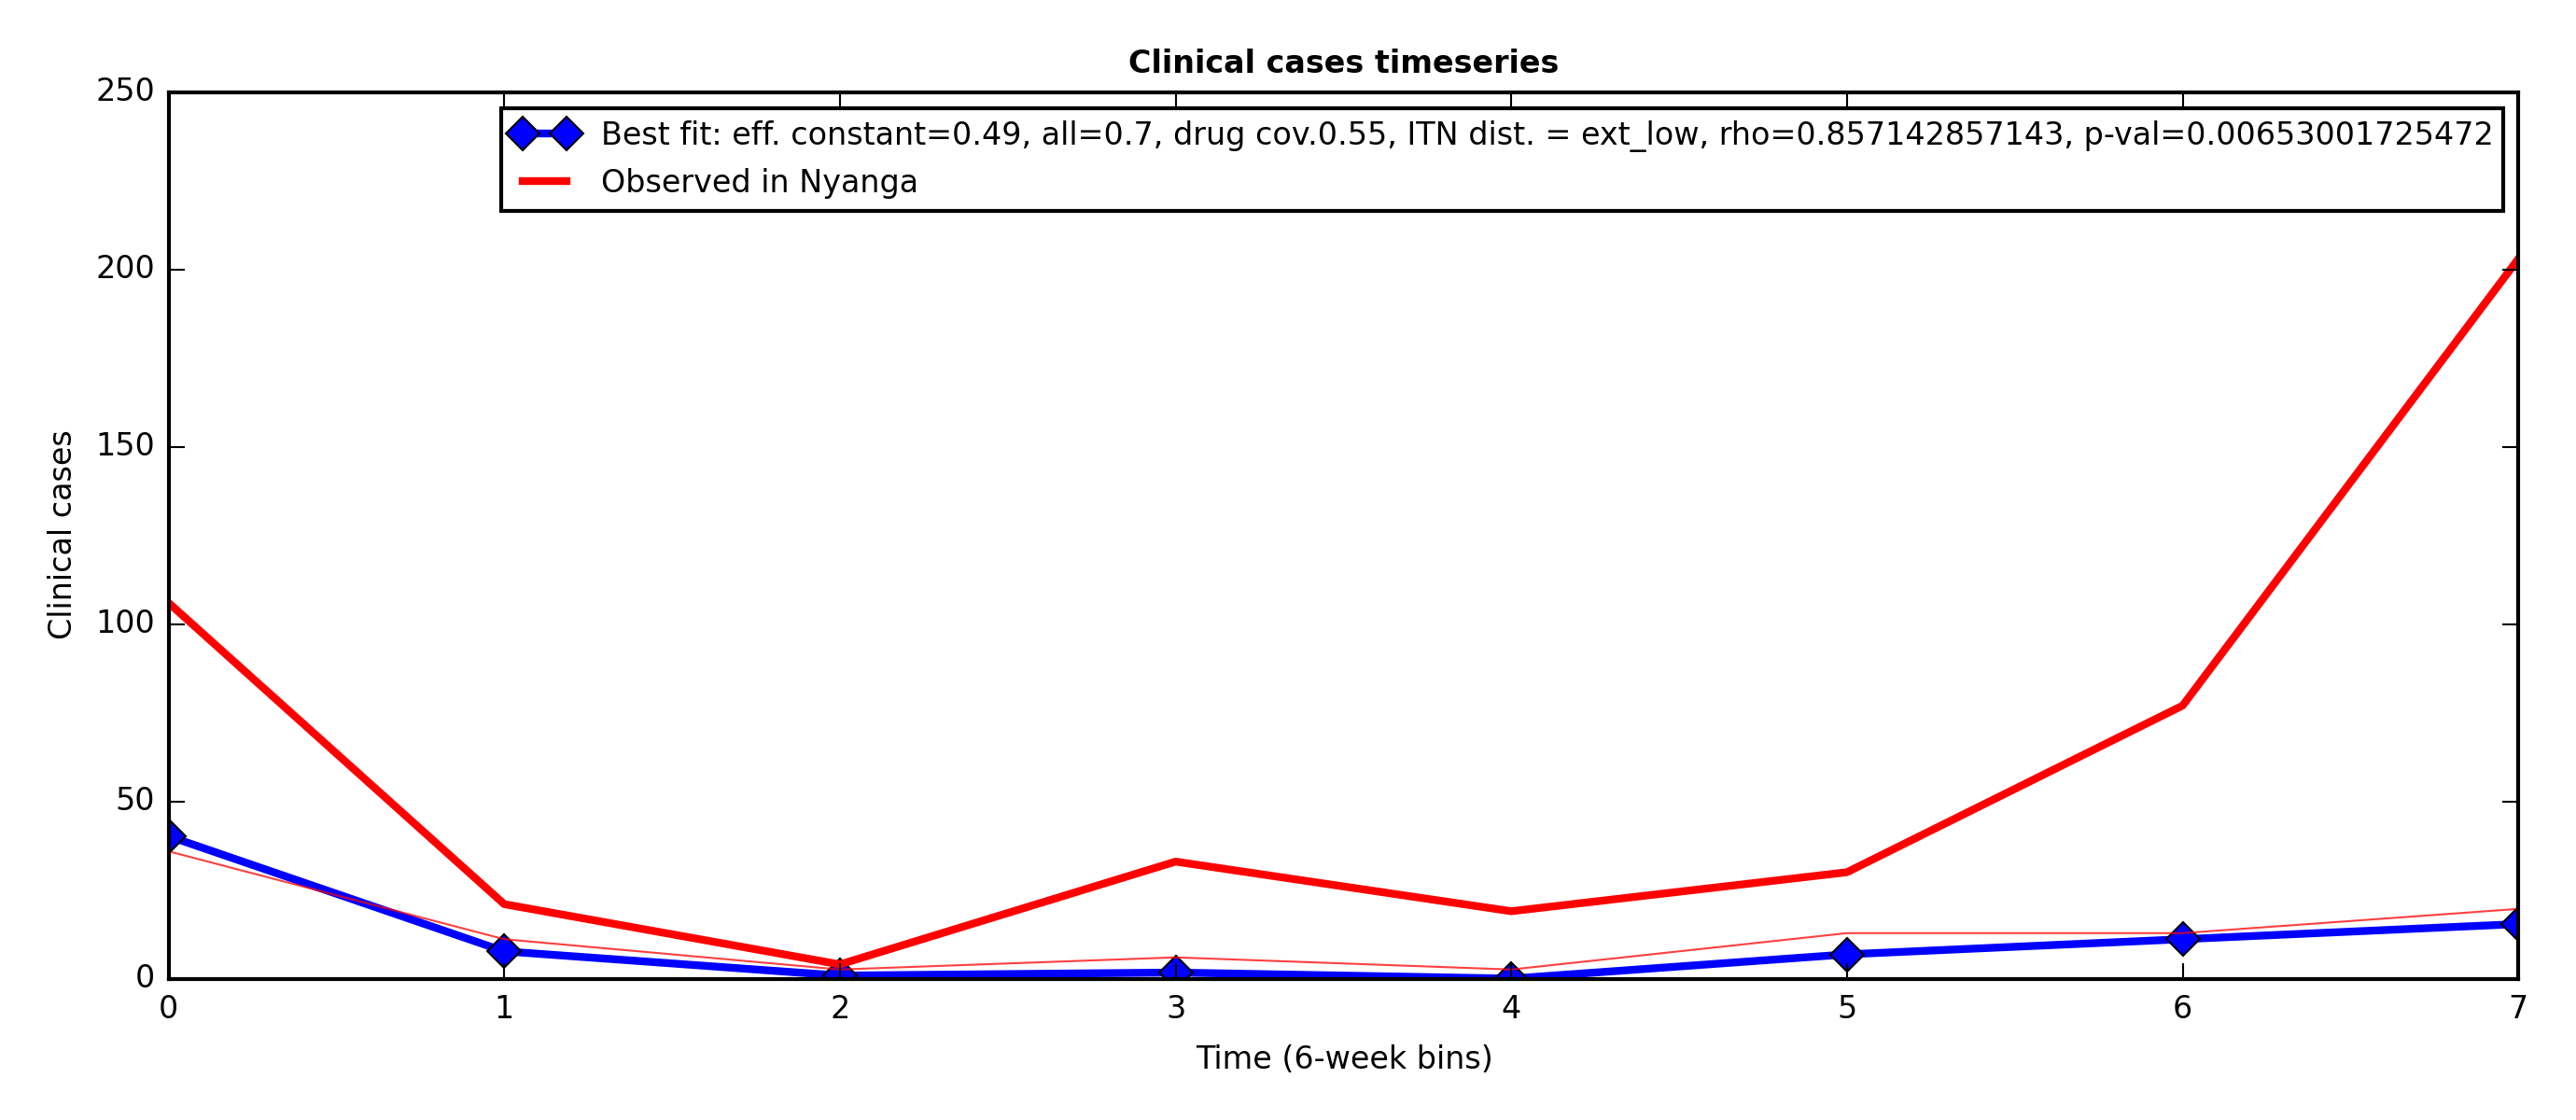 Clinical cases timeseries
250
200
150
100
50
0
Clinical cases
Best fit: eff. constant=0.49, all=0.7, drug cov.0.55, ITN dist. = ext_low, rho=0.857142857143, p-val=0.00653001725472
Observed in Nyanga
0 1 2 3 4 5 6 7
Time (6-week bins)